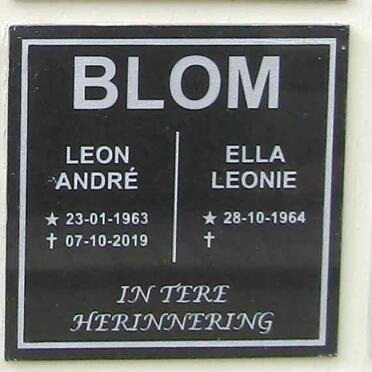 BLOM
LEON ELLA
ANDRÉ LEONIE
★ 23-01-1963 ★ 28-10-1964
✝ 07-10-2019 ✝
IN TERE
HERINNERING